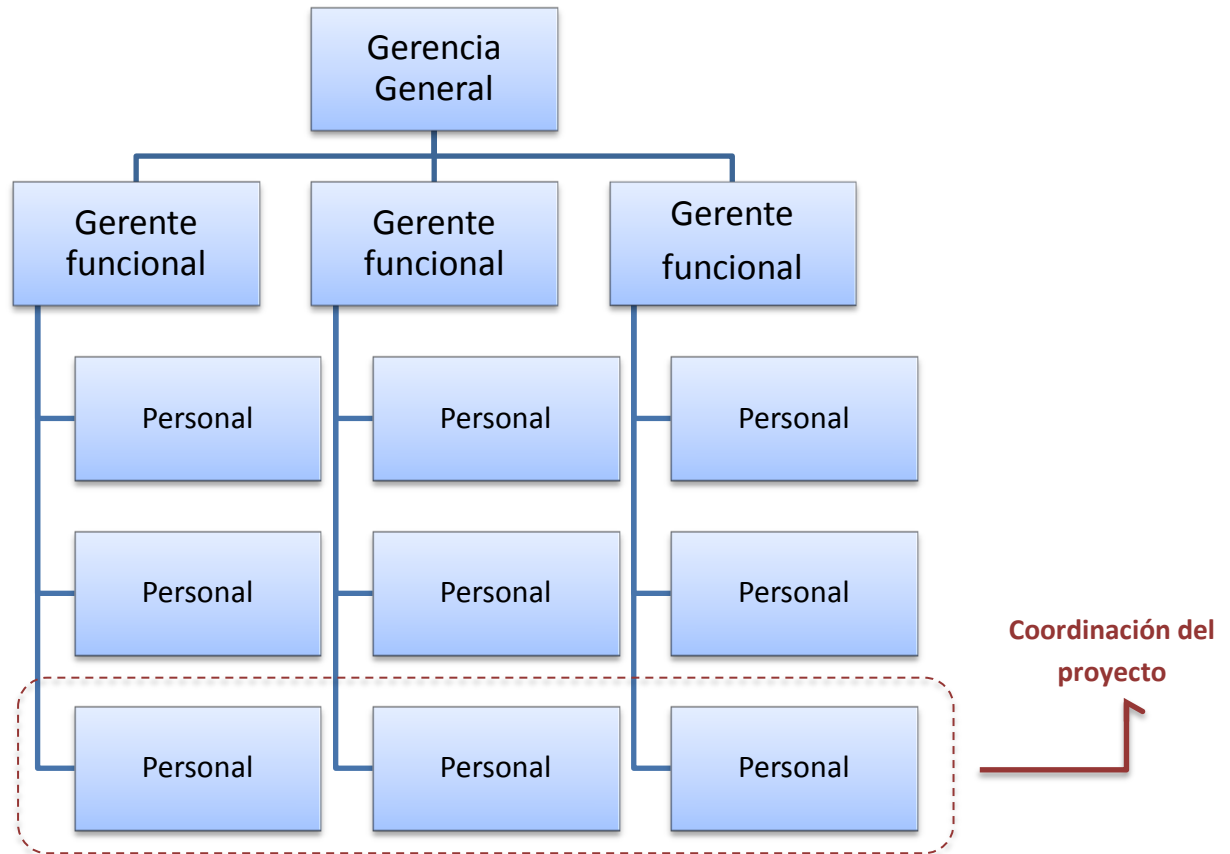 Gerencia
General
Gerente
funcional
Gerente
funcional
Gerente
funcional
Personal
Personal
Personal
Personal
Personal
Personal
Coordinación del
proyecto
Personal
Personal
Personal